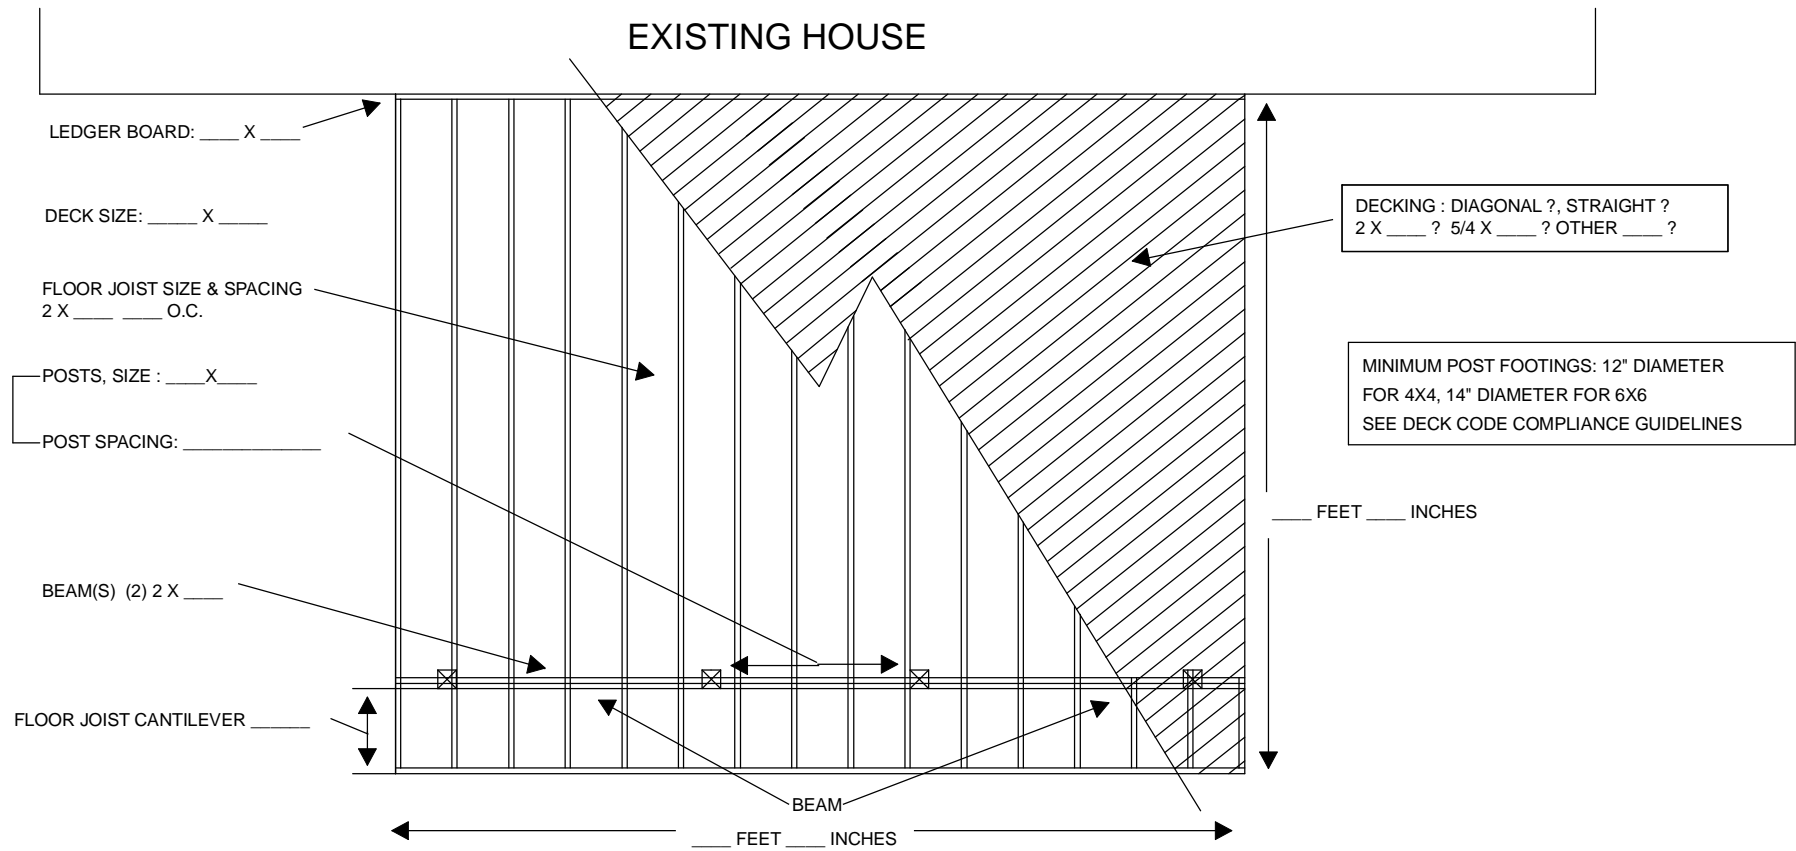 EXISTING HOUSE
LEDGER BOARD: ____ X ____
DECK SIZE: _____ X _____
FLOOR JOIST SIZE & SPACING
2 X ____ ____ O.C.
POSTS, SIZE : ____X____
POST SPACING: ______________
BEAM(S) (2) 2 X ____
FLOOR JOIST CANTILEVER ______
DECKING : DIAGONAL ?, STRAIGHT ?
2 X ____ ? 5/4 X ____ ? OTHER ____ ?
MINIMUM POST FOOTINGS: 12" DIAMETER
FOR 4X4, 14" DIAMETER FOR 6X6
SEE DECK CODE COMPLIANCE GUIDELINES
____ FEET ____ INCHES
BEAM
____ FEET ____ INCHES